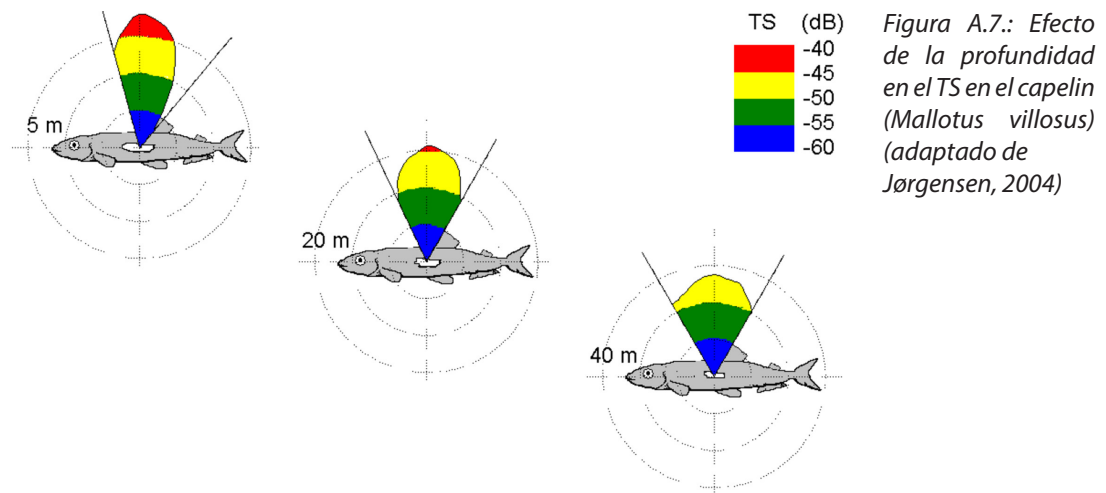 TS (dB)
-40
-45
-50
-55
-60
Figura A.7.: Efecto
de la profundidad
en el TS en el capelin
(Mallotus villosus)
(adaptado de
Jørgensen, 2004)
5 m
20 m
40 m